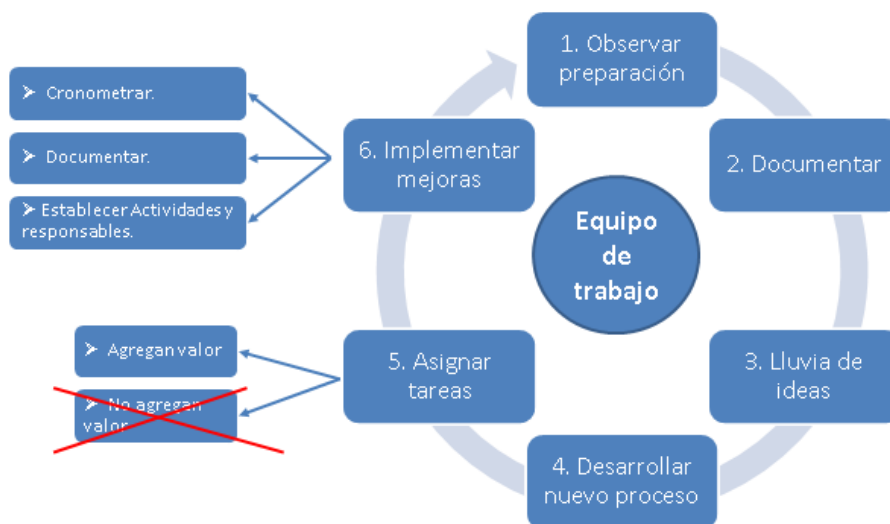 1. Observar
preparación
2. Documentar
3. Lluvia de
ideas
4. Desarrollar
nuevo proceso
5. Asignar
tareas
➤ Agregan valor
➤ No agregan
valor
6. Implementar
mejoras
➤ Cronometrar.
➤ Documentar.
➤ Establecer Actividades y
responsables.
Equipo
de
trabajo